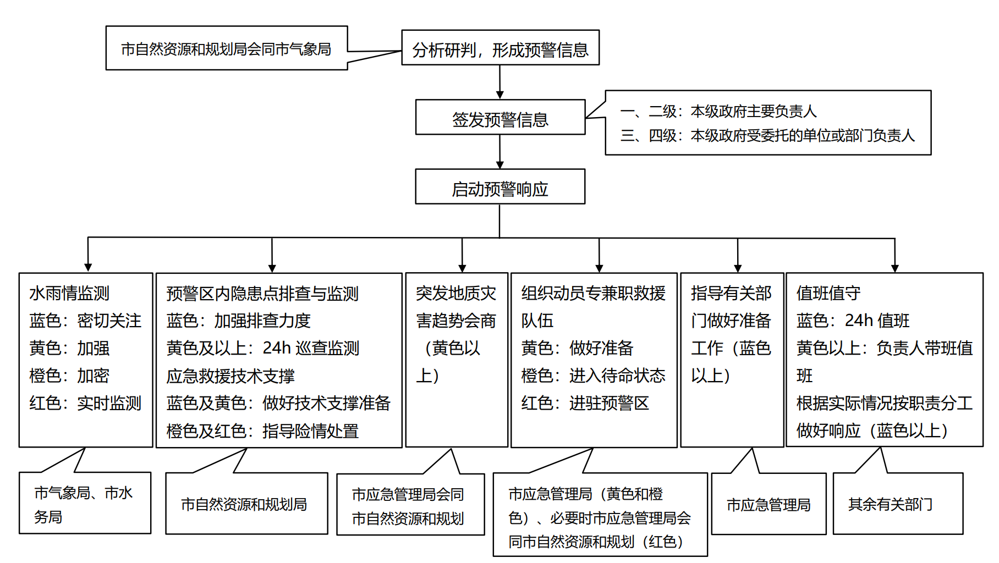 市自然资源和规划局会同市气象局
分析研判，形成预警信息
签发预警信息
一、二级：本级政府主要负责人
三、四级：本级政府受委托的单位或部门负责人
启动预警响应
水雨情监测
蓝色：密切关注
黄色：加强
橙色：加密
红色：实时监测
预警区内隐患点排查与监测
蓝色：加强排查力度
黄色及以上：24h 巡查监测
应急救援技术支撑
蓝色及黄色：做好技术支撑准备
橙色及红色：指导险情处置
突发地质灾
害趋势会商
（黄色以
上）
组织动员专兼职救援
队伍
黄色：做好准备
橙色：进入待命状态
红色：进驻预警区
指导有关部
门做好准备
工作（蓝色
以上）
值班值守
蓝色：24h 值班
黄色以上：负责人带班值
班
根据实际情况按职责分工
做好响应（蓝色以上）
市气象局、市水
务局
市自然资源和规划局
市应急管理局会同
市自然资源和规划
市应急管理局（黄色和橙
色）、必要时市应急管理局会
同市自然资源和规划（红色）
市应急管理局
其余有关部门